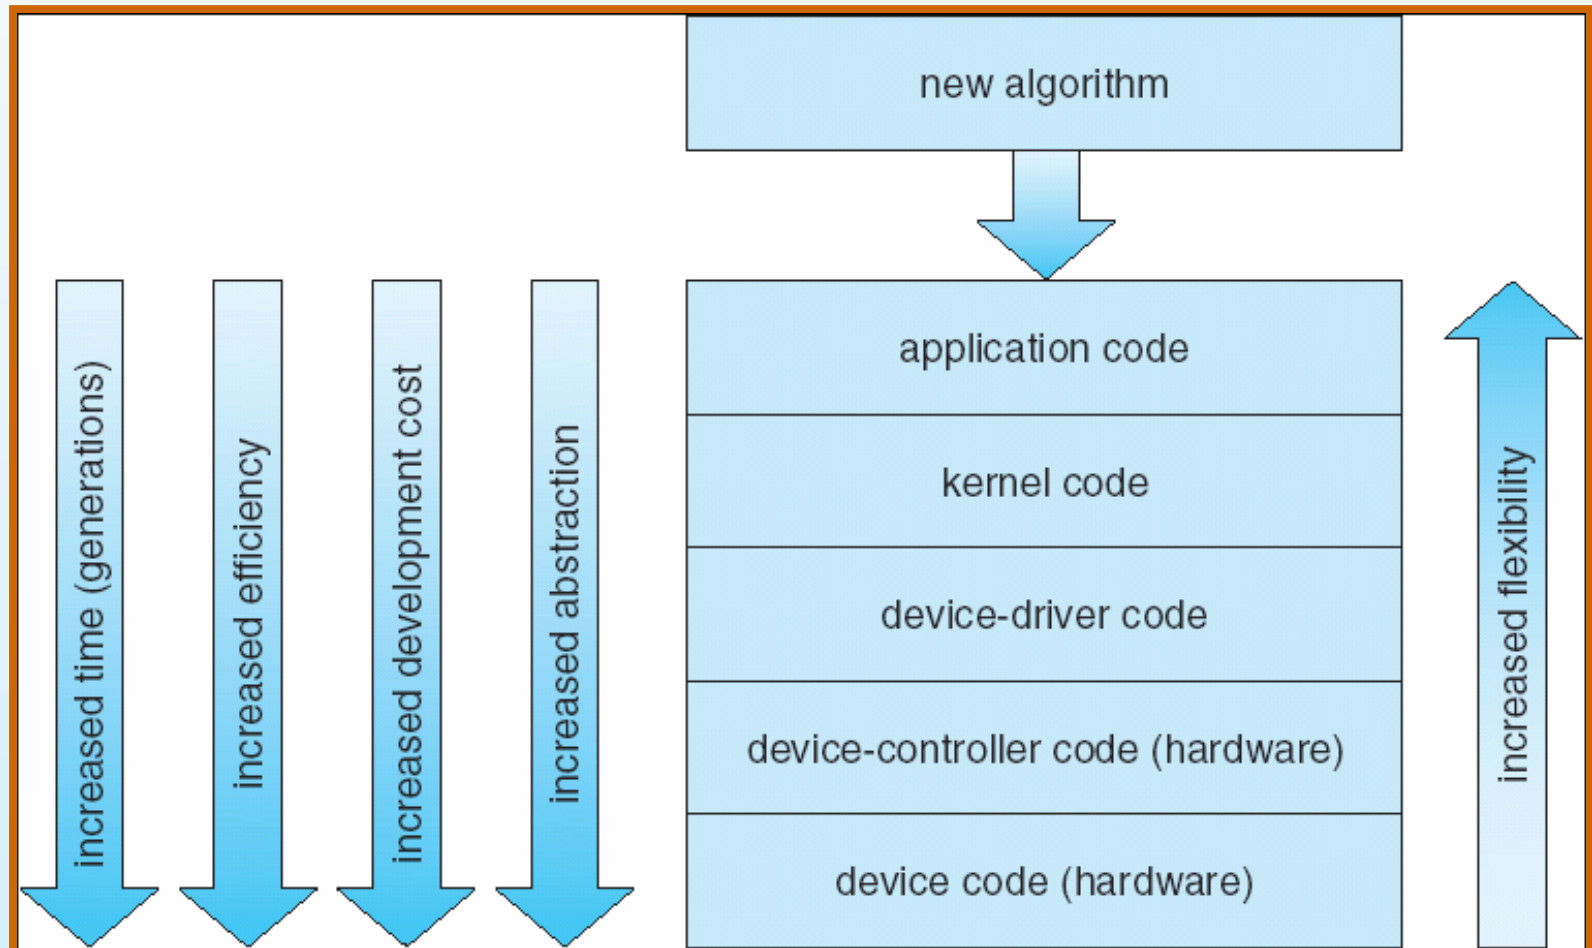 new algorithm
increased time (generations)
increased efficiency
increased development cost
increased abstraction
application code
kernel code
device-driver code
device-controller code (hardware)
device code (hardware)
increased flexibility